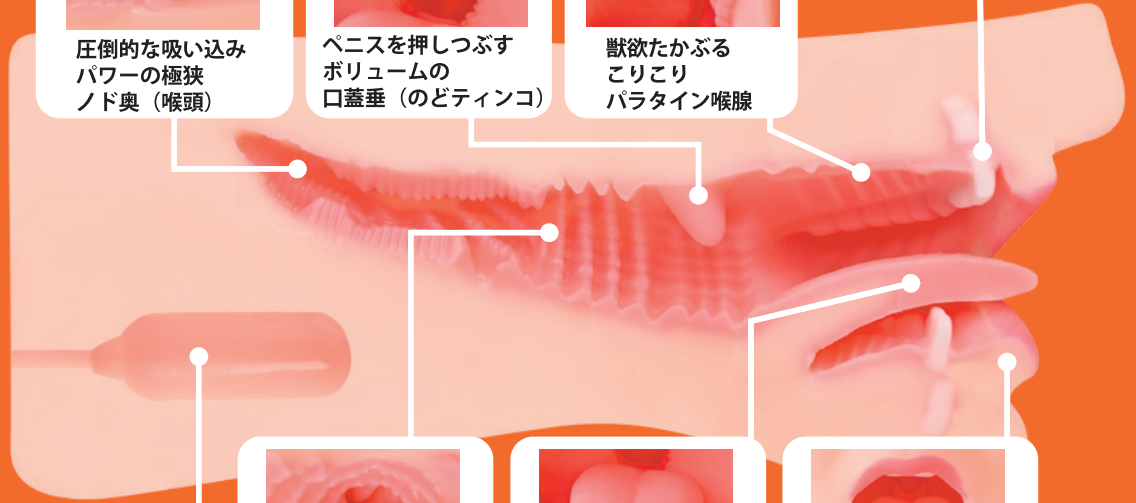 圧倒的な吸い込み
パワーの極狭
ノド奥（喉頭）
ペニスを押しつぶす
ボリュームの
口蓋垂（のどティンコ）
獣欲たかぶる
こりこり
パラタイン喉腺